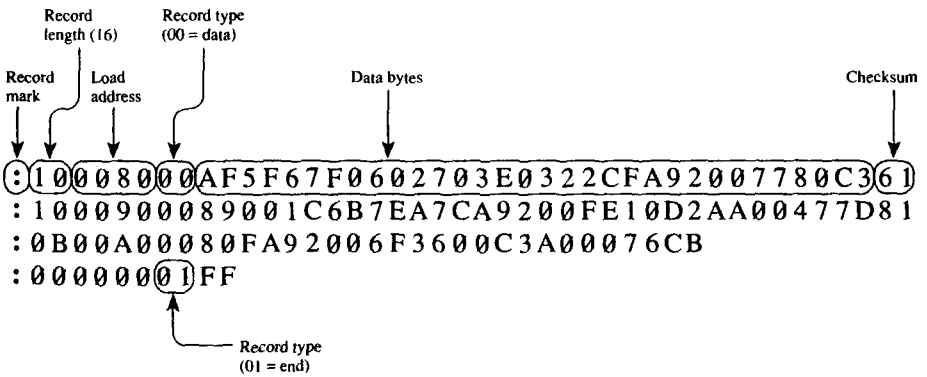 Record
length (16)
Record type
(00 = data)
Record
mark
Load
address
Data bytes
Checksum
:10008000AF5F67F0602703E0322CFA92007780C361
:1000900089001C6B7EA7CA9200FE10D2AA00477D81
:0B00A00080FA92006F3600C3A00076CB
:00000001FF
Record type
(01 = end)